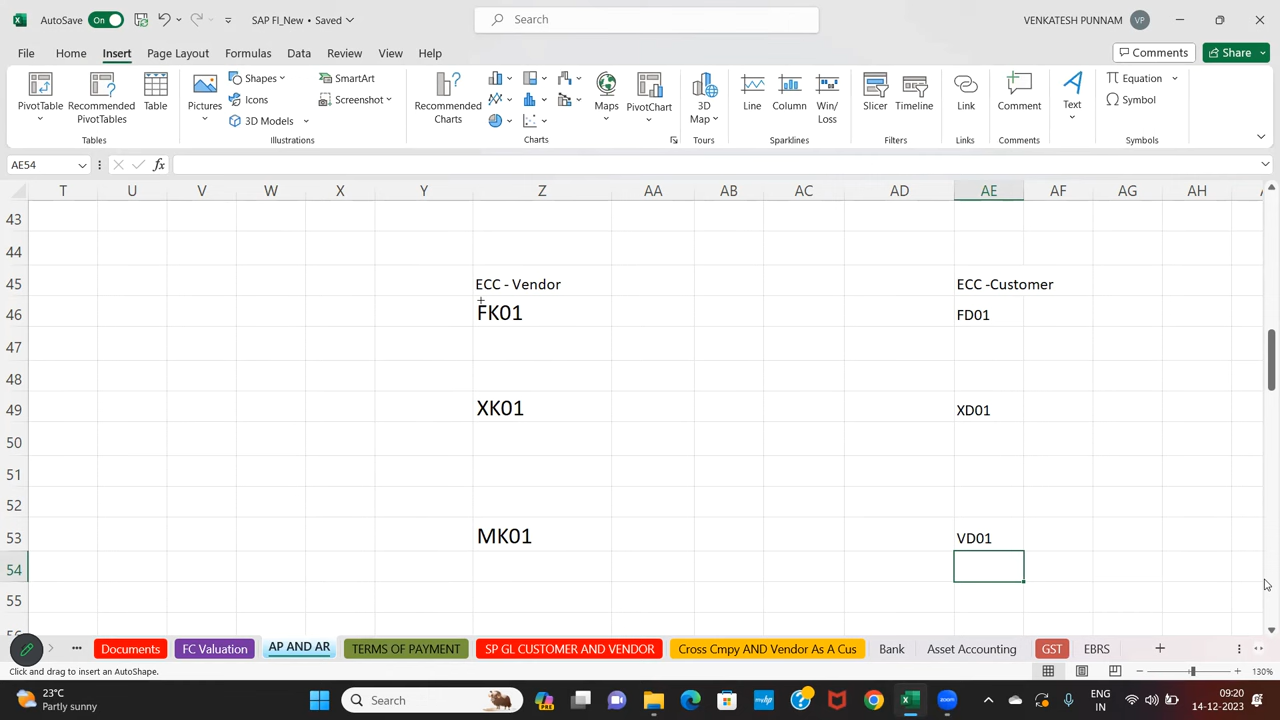 AutoSave On SAP FI_New • Saved Search VENKATESH PUNNAM VP
File Home Insert Page Layout Formulas Data Review View Help Comments Share
PivotTable Recommended PivotTables Table Pictures Shapes Icons 3D Models SmartArt Screenshot Recommended Charts Maps PivotChart 3D Map Line Column Win/Loss Slicer Timeline Link Comment Text Equation Symbol
Tables Illustrations Charts Tours Sparklines Filters Links Comments Symbols
AE54 fx
T U V W X Y Z AA AB AC AD AE AF AG AH
43
44
45 ECC - Vendor ECC -Customer
46 FK01 FD01
47
48
49 XK01 XD01
50
51
52
53 MK01 VD01
54
55
Documents FC Valuation AP AND AR TERMS OF PAYMENT SP GL CUSTOMER AND VENDOR Cross Cmpy AND Vendor As A Cus Bank Asset Accounting GST EBRS
Click and drag to insert an AutoShape. 130%
23°C Search ENG 09:20
Partly sunny IN 14-12-2023